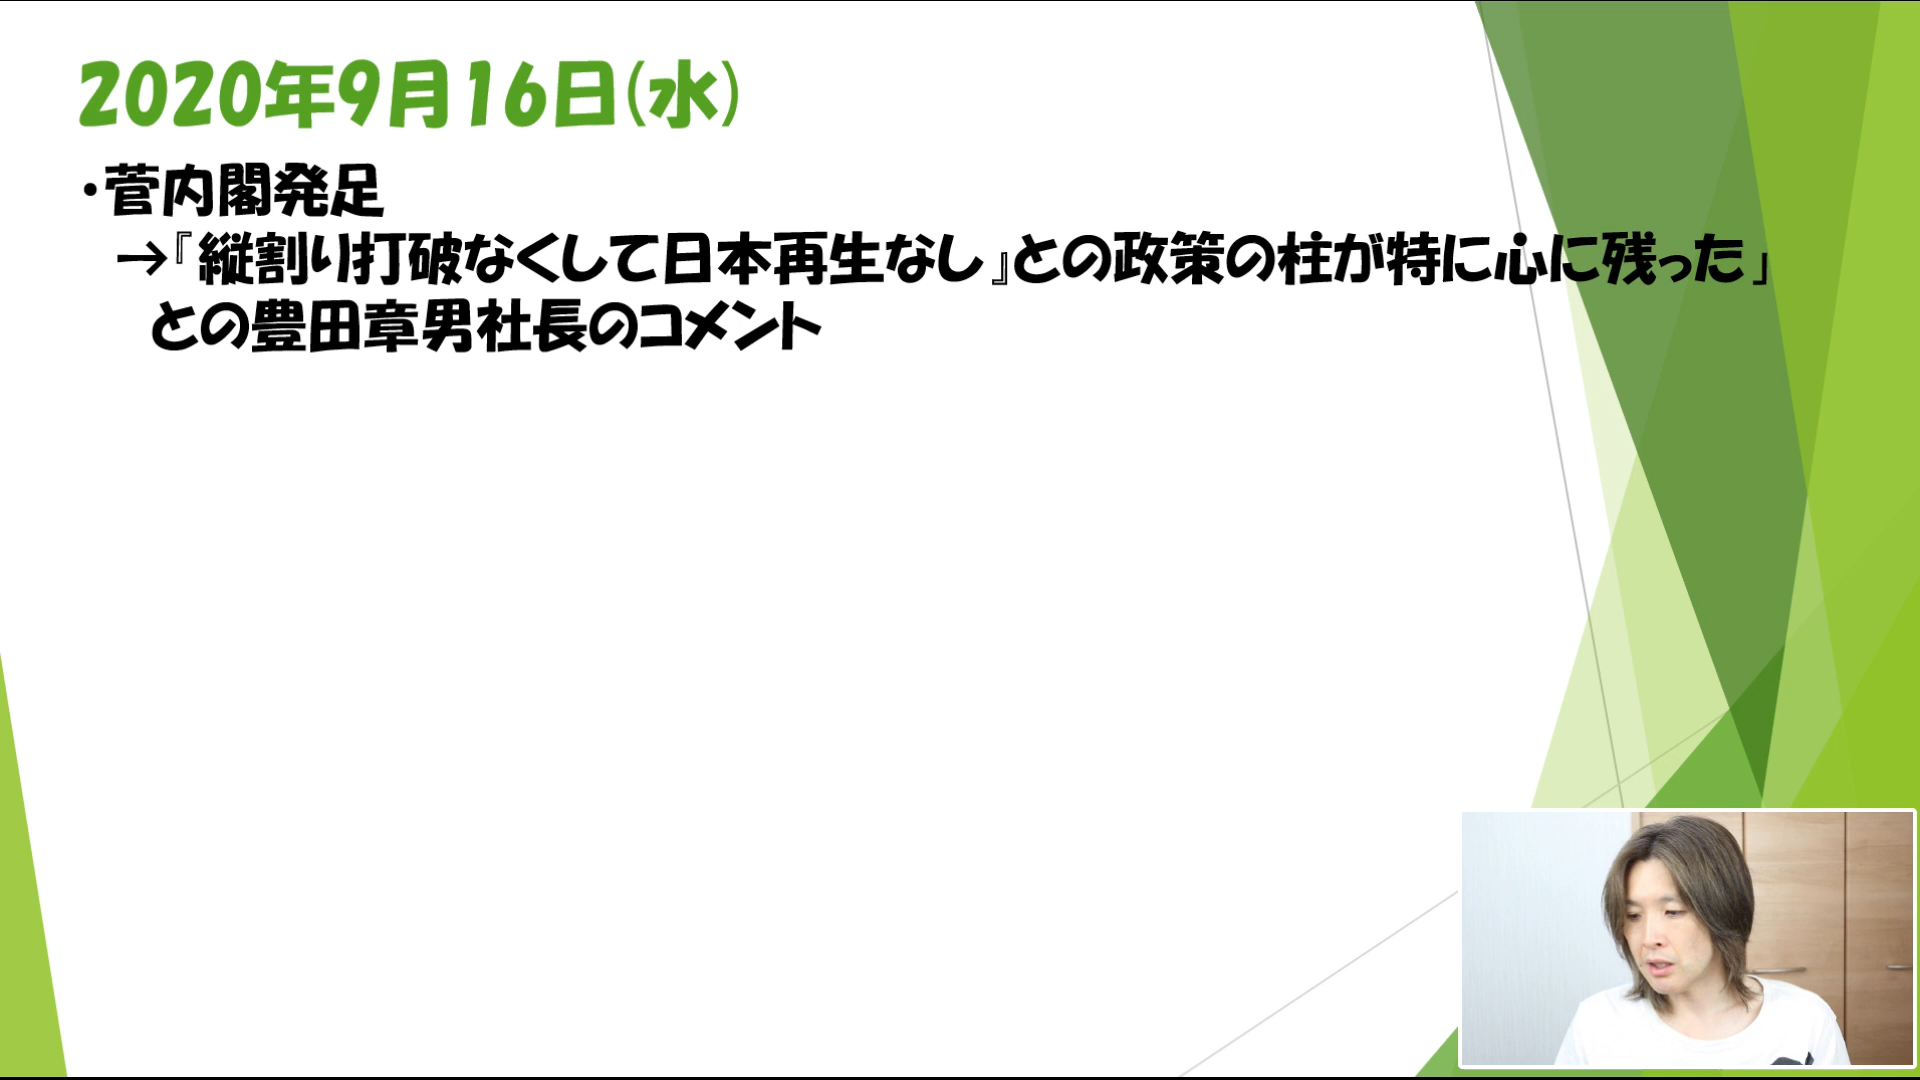 2020年9月16日(水)
・菅内閣発足
→『縦割り打破なくして日本再生なし』との政策の柱が特に心に残った」
との豊田章男社長のコメント